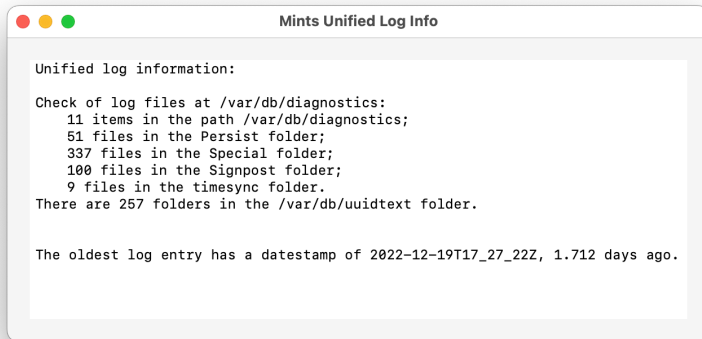 Mints Unified Log Info
Unified log information:
Check of log files at /var/db/diagnostics:
11 items in the path /var/db/diagnostics;
51 files in the Persist folder;
337 files in the Special folder;
100 files in the Signpost folder;
9 files in the timesync folder.
There are 257 folders in the /var/db/uuidtext folder.
The oldest log entry has a datestamp of 2022-12-19T17_27_22Z, 1.712 days ago.